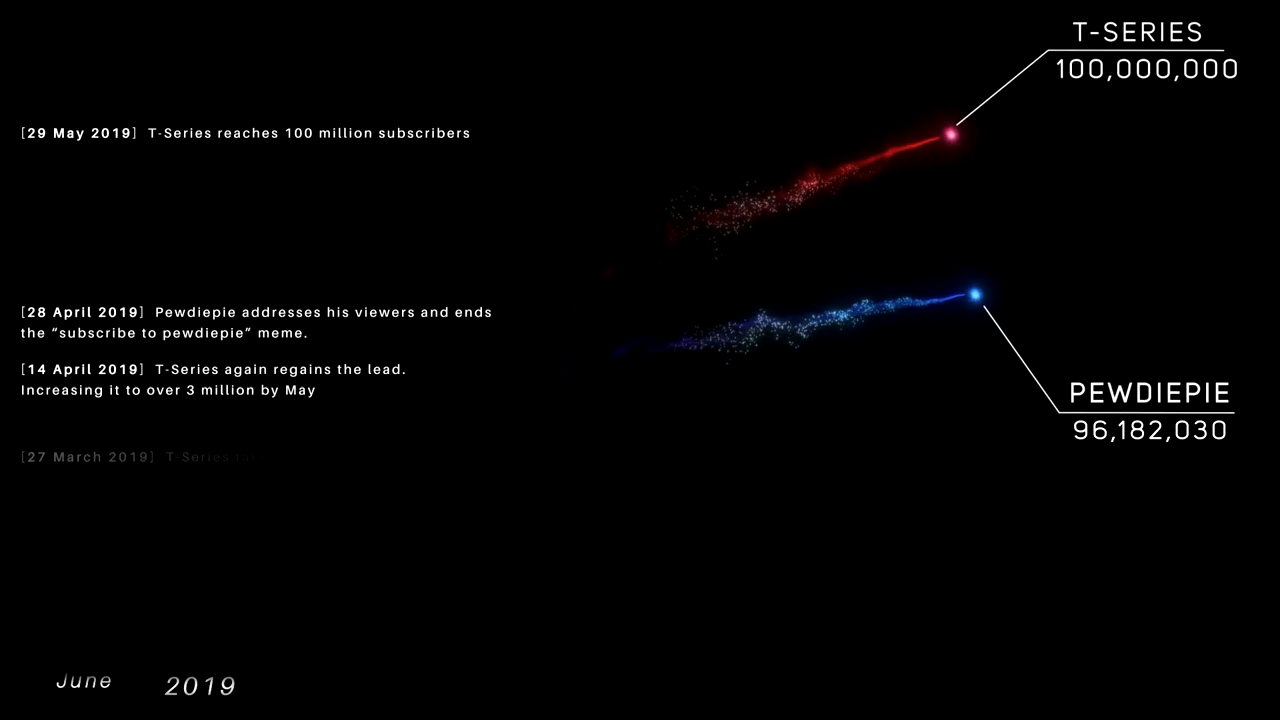 T-SERIES
100,000,000
[29 May 2019] T-Series reaches 100 million subscribers
[28 April 2019] Pewdiepie addresses his viewers and ends
the “subscribe to pewdiepie” meme.
[14 April 2019] T-Series again regains the lead.
Increasing it to over 3 million by May
PEWDIEPIE
96,182,030
[27 March 2019] T-Series
June 2019